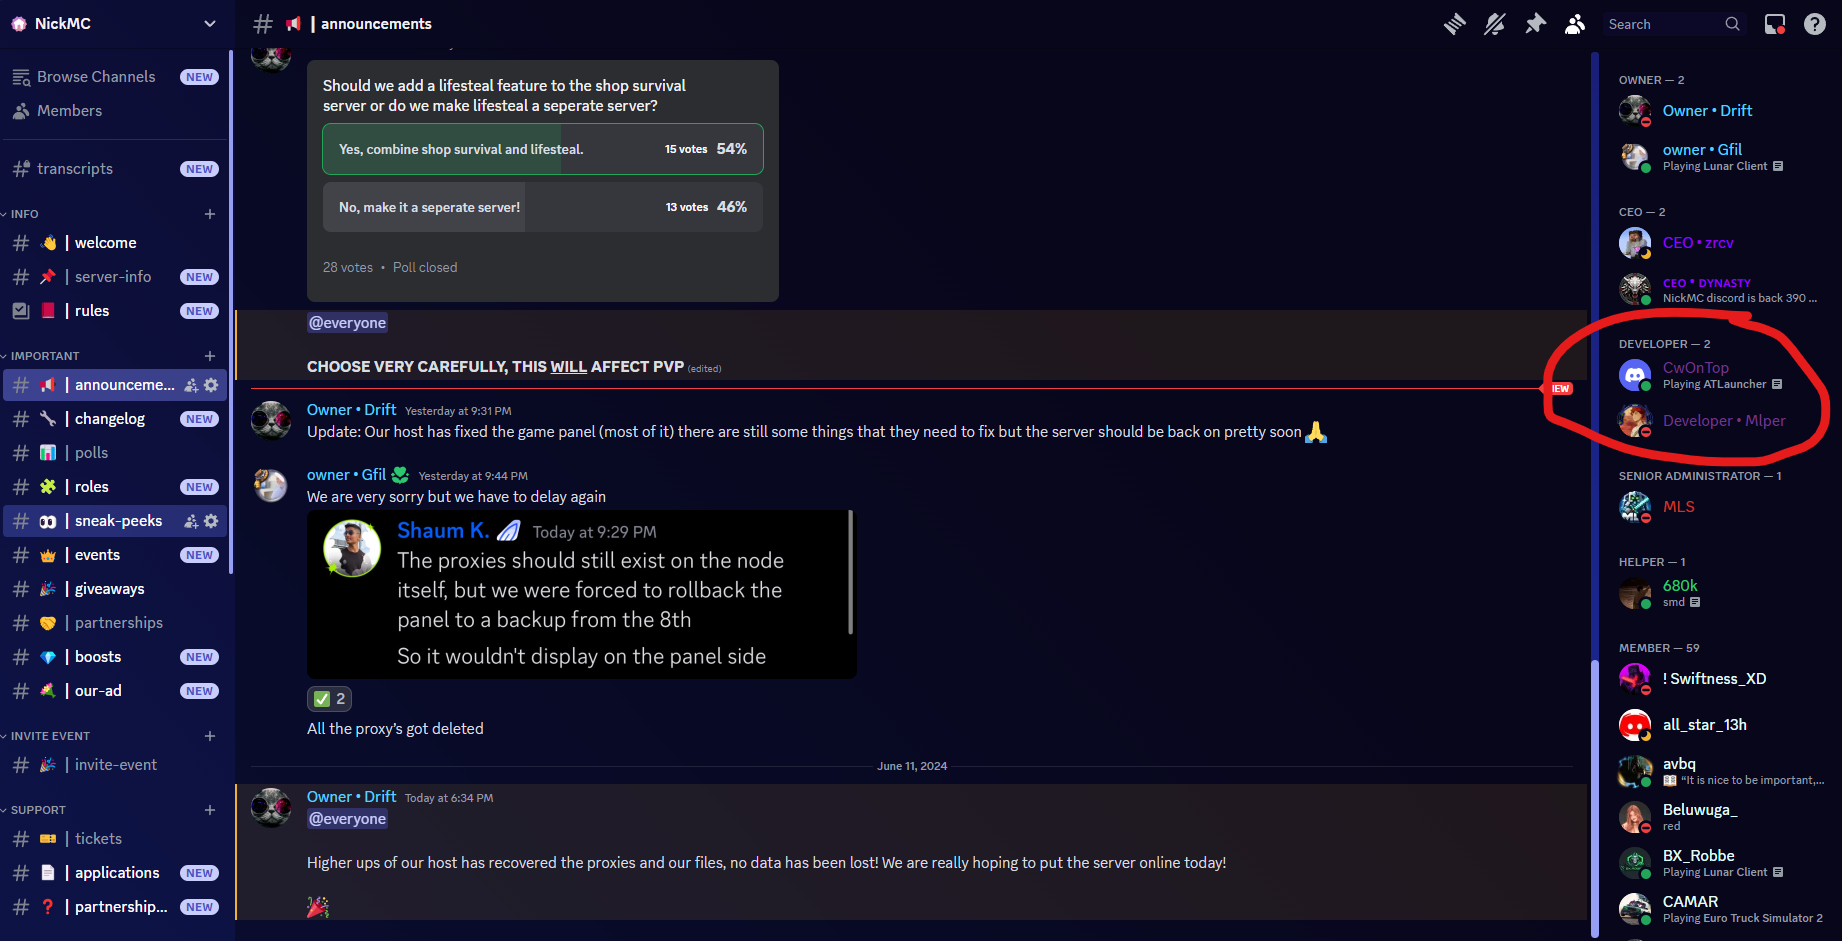 NickMC
Browse Channels NEW
Members
transcripts NEW
INFO
| welcome
| server-info NEW
| rules NEW
IMPORTANT
| announceme...
| changelog NEW
| polls
| roles NEW
| sneak-peeks
| events NEW
| giveaways
| partnerships
| boosts NEW
| our-ad NEW
INVITE EVENT
| invite-event
SUPPORT
| tickets
| applications NEW
| partnership... NEW
| announcements
Search
Should we add a lifesteal feature to the shop survival
server or do we make lifesteal a seperate server?
Yes, combine shop survival and lifesteal. 15 votes 54%
No, make it a seperate server! 13 votes 46%
28 votes • Poll closed
@everyone
CHOOSE VERY CAREFULLY, THIS WILL AFFECT PVP (edited)
NEW
Owner • Drift Yesterday at 9:31 PM
Update: Our host has fixed the game panel (most of it) there are still some things that they need to fix but the server should be back on pretty soon 🙏
owner • Gfil Yesterday at 9:44 PM
We are very sorry but we have to delay again
Shaum K. Today at 9:29 PM
The proxies should still exist on the node
itself, but we were forced to rollback the
panel to a backup from the 8th
So it wouldn't display on the panel side
✅ 2
All the proxy’s got deleted
June 11, 2024
Owner • Drift Today at 6:34 PM
@everyone
Higher ups of our host has recovered the proxies and our files, no data has been lost! We are really hoping to put the server online today!
🎉
OWNER — 2
Owner • Drift
owner • Gfil
Playing Lunar Client
CEO — 2
CEO • zrcv
CEO * DYNASTY
NickMC discord is back 390 ...
DEVELOPER — 2
CwOnTop
Playing ATLauncher
Developer • Mlper
SENIOR ADMINISTRATOR — 1
MLS
HELPER — 1
680k
smd
MEMBER — 59
! Swiftness_XD
all_star_13h
avbq
📖 “It is nice to be important,...
Beluwuga_
red
BX_Robbe
Playing Lunar Client
CAMAR
Playing Euro Truck Simulator 2